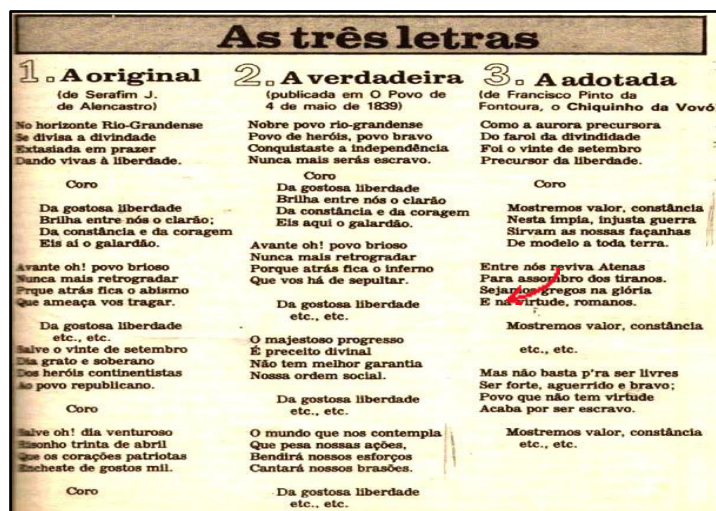 As três letras
1. A original
(de Serafim J.
de Alencastro)
No horizonte Rio-Grandense
Se divisa a divindade
Extasiada em prazer
Dando vivas à liberdade.
Coro
Da gostosa liberdade
Brilha entre nós o clarão;
Da constância e da coragem
Eis aí o galardão.
Avante oh! povo brioso
Nunca mais retrogradar
Prque atrás fica o abismo
Que ameaça vos tragar.
Da gostosa liberdade
etc., etc.
Salve o vinte de setembro
Dia grato e soberano
Dos heróis continentistas
Ao povo republicano.
Coro
Salve oh! dia venturoso
Risonho trinta de abril
Que os corações patriotas
Encheste de gostos mil.
Coro
2. A verdadeira
(publicada em O Povo de
4 de maio de 1839)
Nobre povo rio-grandense
Povo de heróis, povo bravo
Conquistaste a independência
Nunca mais serás escravo.
Coro
Da gostosa liberdade
Brilha entre nós o clarão
Da constância e da coragem
Eis aqui o galardão.
Avante oh! povo brioso
Nunca mais retrogradar
Porque atrás fica o inferno
Que vos há de sepultar.
Da gostosa liberdade
etc., etc.
O majestoso progresso
É preceito divinal
Não tem melhor garantia
Nossa ordem social.
Da gostosa liberdade
etc., etc.
O mundo que nos contempla
Que pesa nossas ações,
Bendirá nossos esforços
Cantará nossos brasões.
Da gostosa liberdade
etc., etc.
3. A adotada
(de Francisco Pinto da
Fontoura, o Chiquinho da Vovó
Como a aurora precursora
Do farol da divindidade
Foi o vinte de setembro
Precursor da liberdade.
Coro
Mostremos valor, constância
Nesta ímpia, injusta guerra
Sirvam as nossas façanhas
De modelo a toda terra.
Entre nós reviva Atenas
Para assombro dos tiranos.
Sejamos gregos na glória
E na virtude, romanos.
Mostremos valor, constância
etc., etc.
Mas não basta p'ra ser livres
Ser forte, aguerrido e bravo;
Povo que não tem virtude
Acaba por ser escravo.
Mostremos valor, constância
etc., etc.